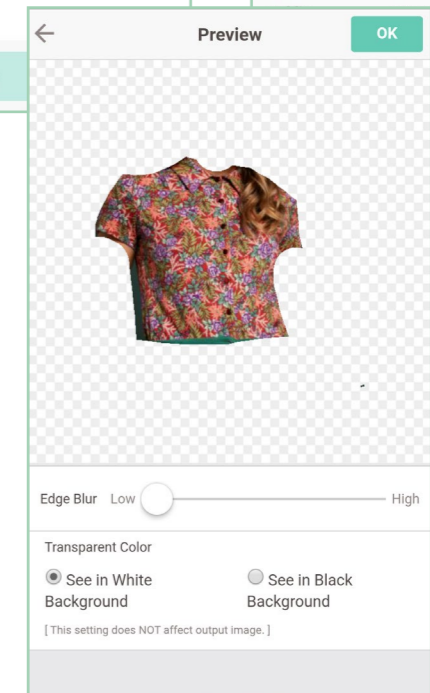 Preview
OK
Edge Blur Low High
Transparent Color
See in White Background
See in Black Background
[ This setting does NOT affect output image. ]